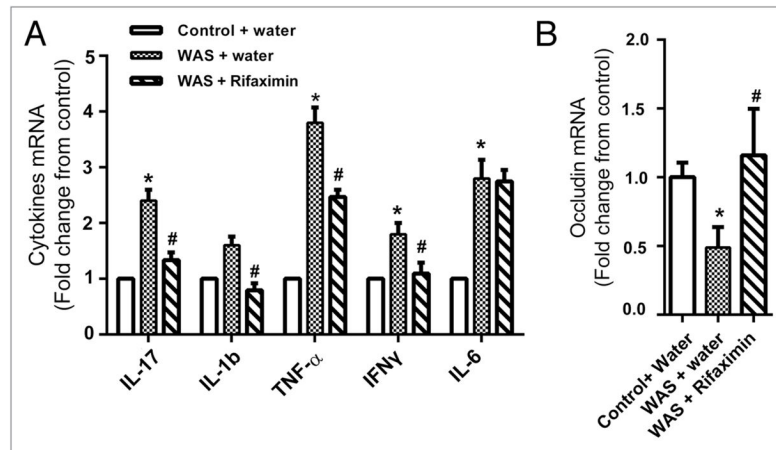 A
Control + water
WAS + water
WAS + Rifaximin
Cytokines mRNA
(Fold change from control)
5
4
3
2
1
0
*
#
#
*
#
*
#
*
IL-17
IL-1b
TNF-α
IFNγ
IL-6
B
Occludin mRNA
(Fold change from control)
2.0
1.5
1.0
0.5
0.0
*
#
Control+ Water
WAS + water
WAS + Rifaximin